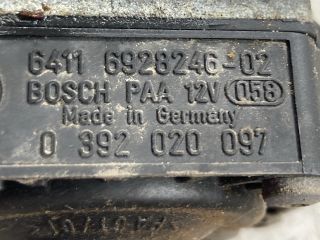 6411 6928246-02
BOSCH PAA 12V 058
Made in Germany
0 392 020 097